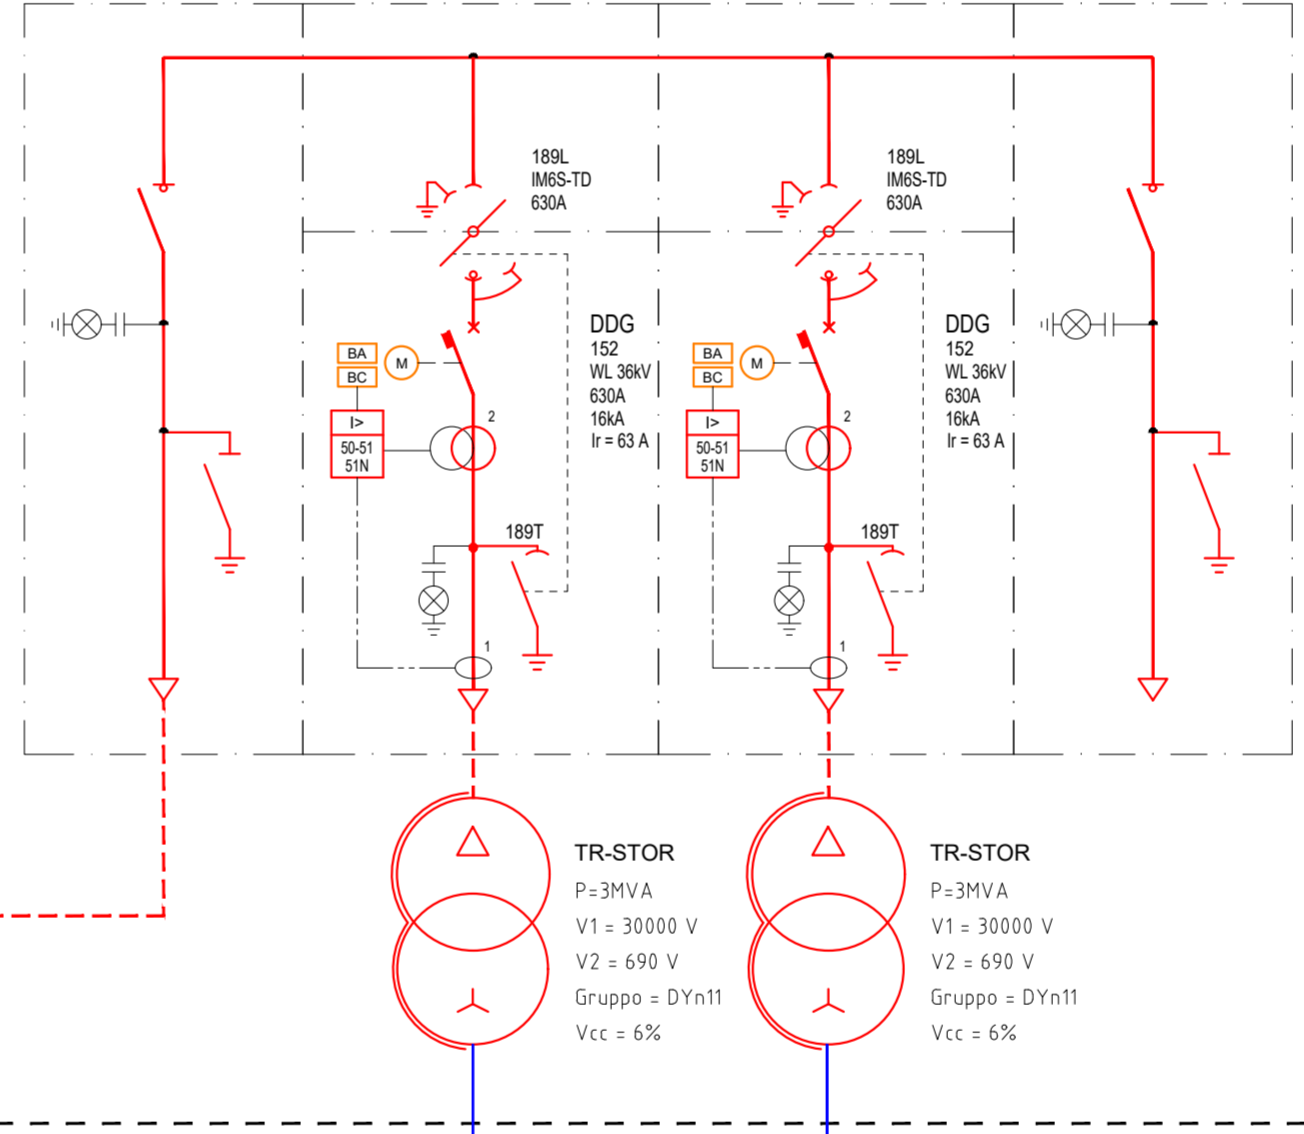 189L
IM6S-TD
630A
189L
IM6S-TD
630A
DDG
152
WL 36kV
630A
16kA
Ir = 63 A
DDG
152
WL 36kV
630A
16kA
Ir = 63 A
BA
BC
M
I>
50-51
51N
2
BA
BC
M
I>
50-51
51N
2
189T
1
189T
1
TR-STOR
P=3MVA
V1 = 30000 V
V2 = 690 V
Gruppo = DYn11
Vcc = 6%
TR-STOR
P=3MVA
V1 = 30000 V
V2 = 690 V
Gruppo = DYn11
Vcc = 6%